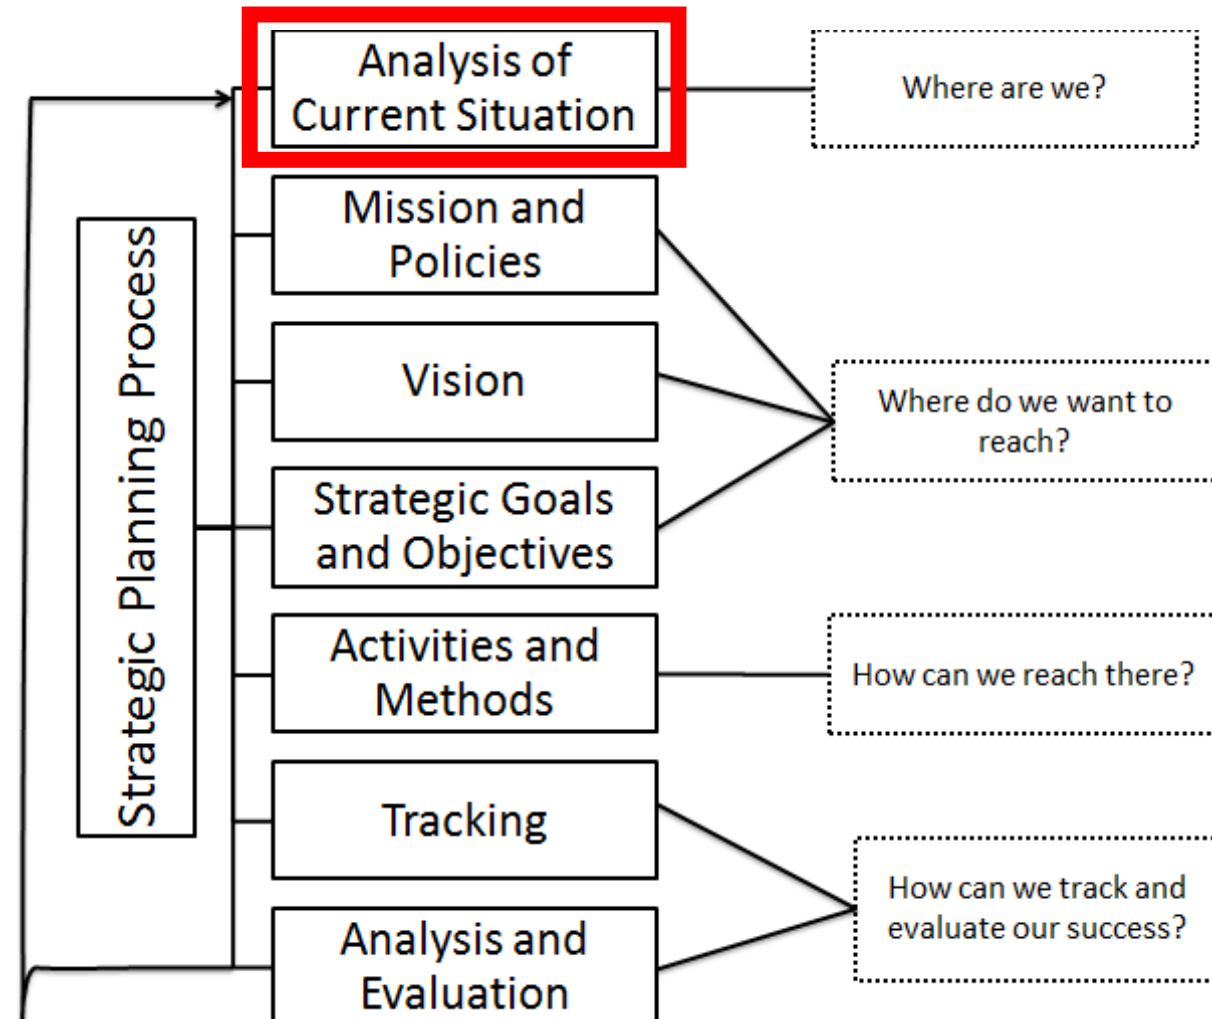 Analysis of
Current Situation
Where are we?
Mission and
Policies
Strategic Planning Process
Vision
Where do we want to
reach?
Strategic Goals
and Objectives
Activities and
Methods
How can we reach there?
Tracking
How can we track and
evaluate our success?
Analysis and
Evaluation